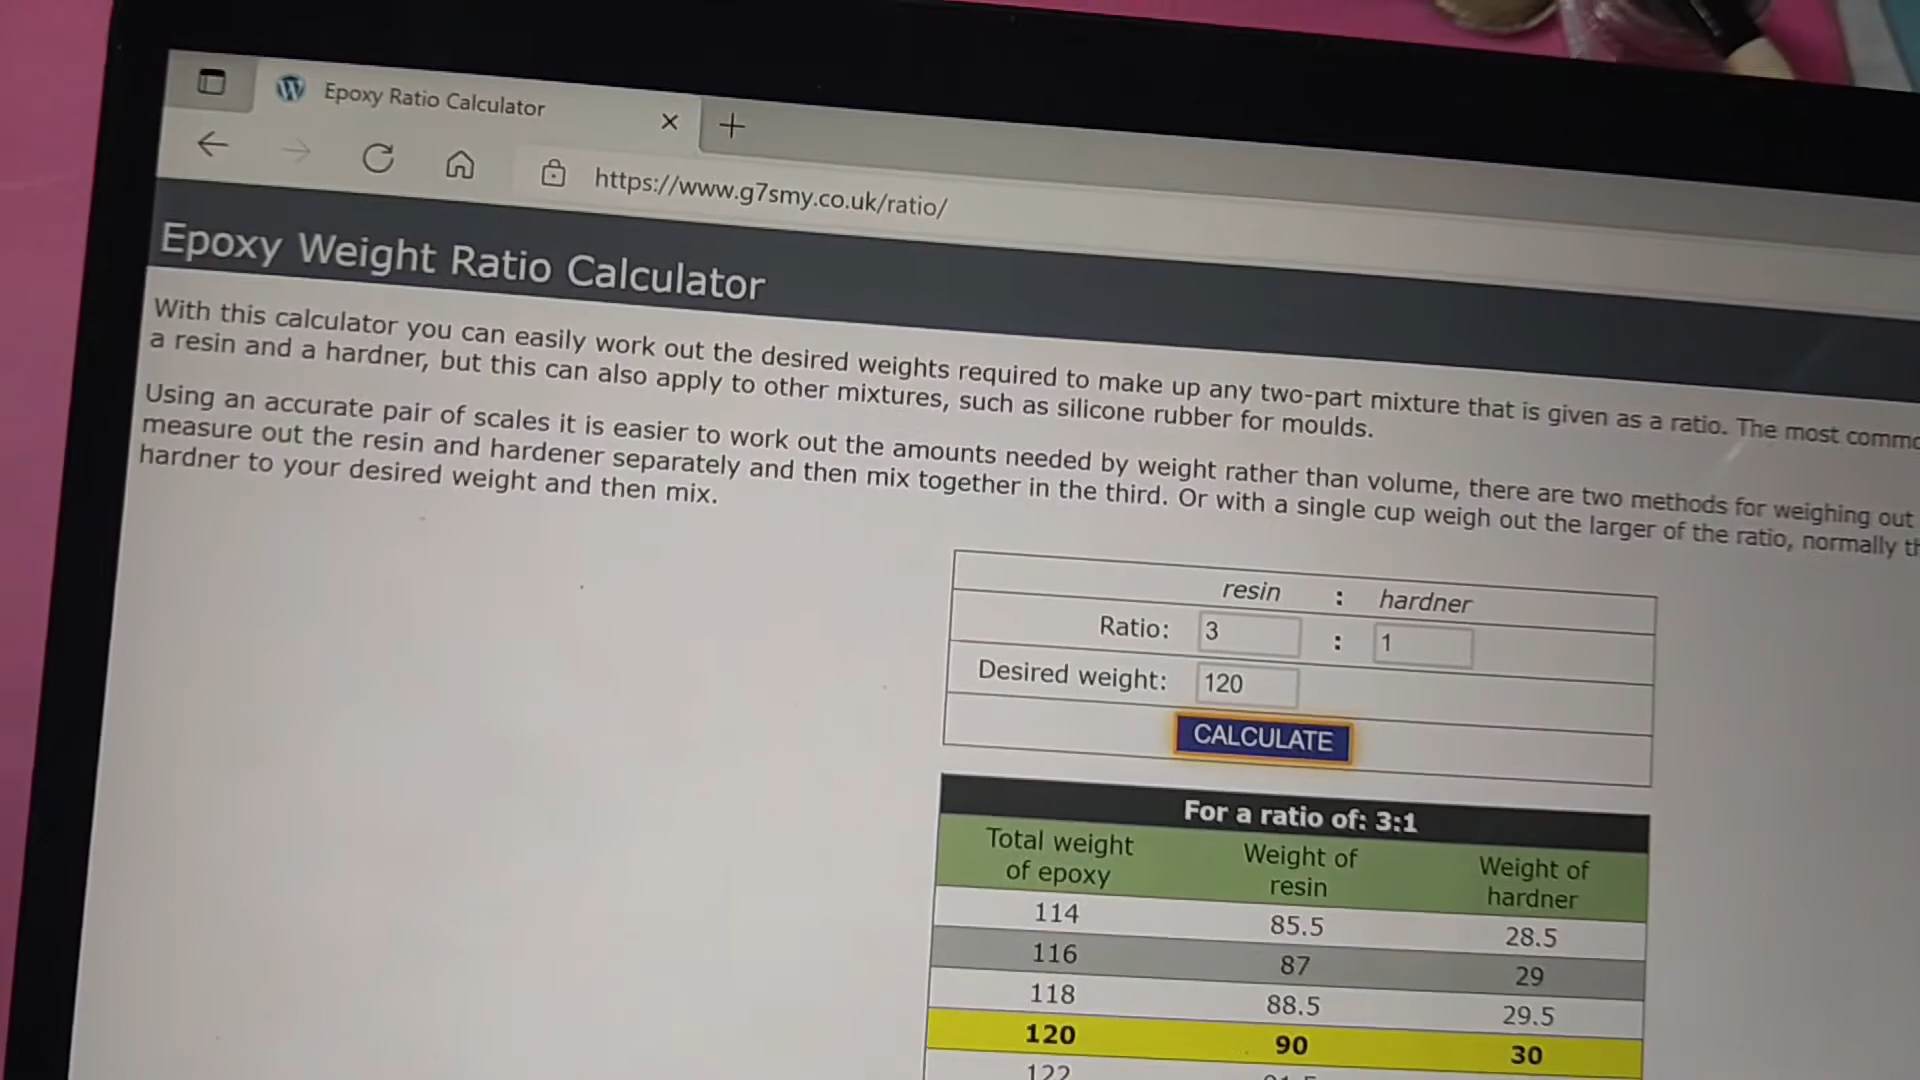 Epoxy Ratio Calculator
https://www.g7smy.co.uk/ratio/
Epoxy Weight Ratio Calculator
With this calculator you can easily work out the desired weights required to make up any two-part mixture that is given as a ratio. The most
a resin and a hardner, but this can also apply to other mixtures, such as silicone rubber for moulds.
Using an accurate pair of scales it is easier to work out the amounts needed by weight rather than volume, there are two methods for weighing out
measure out the resin and hardener separately and then mix together in the third. Or with a single cup weigh out the larger of the ratio, normally
hardner to your desired weight and then mix.
resin : hardner
Ratio: 3 : 1
Desired weight: 120
CALCULATE
For a ratio of: 3:1
Total weight of epoxy Weight of resin Weight of hardner
114 85.5 28.5
116 87 29
118 88.5 29.5
120 90 30
122